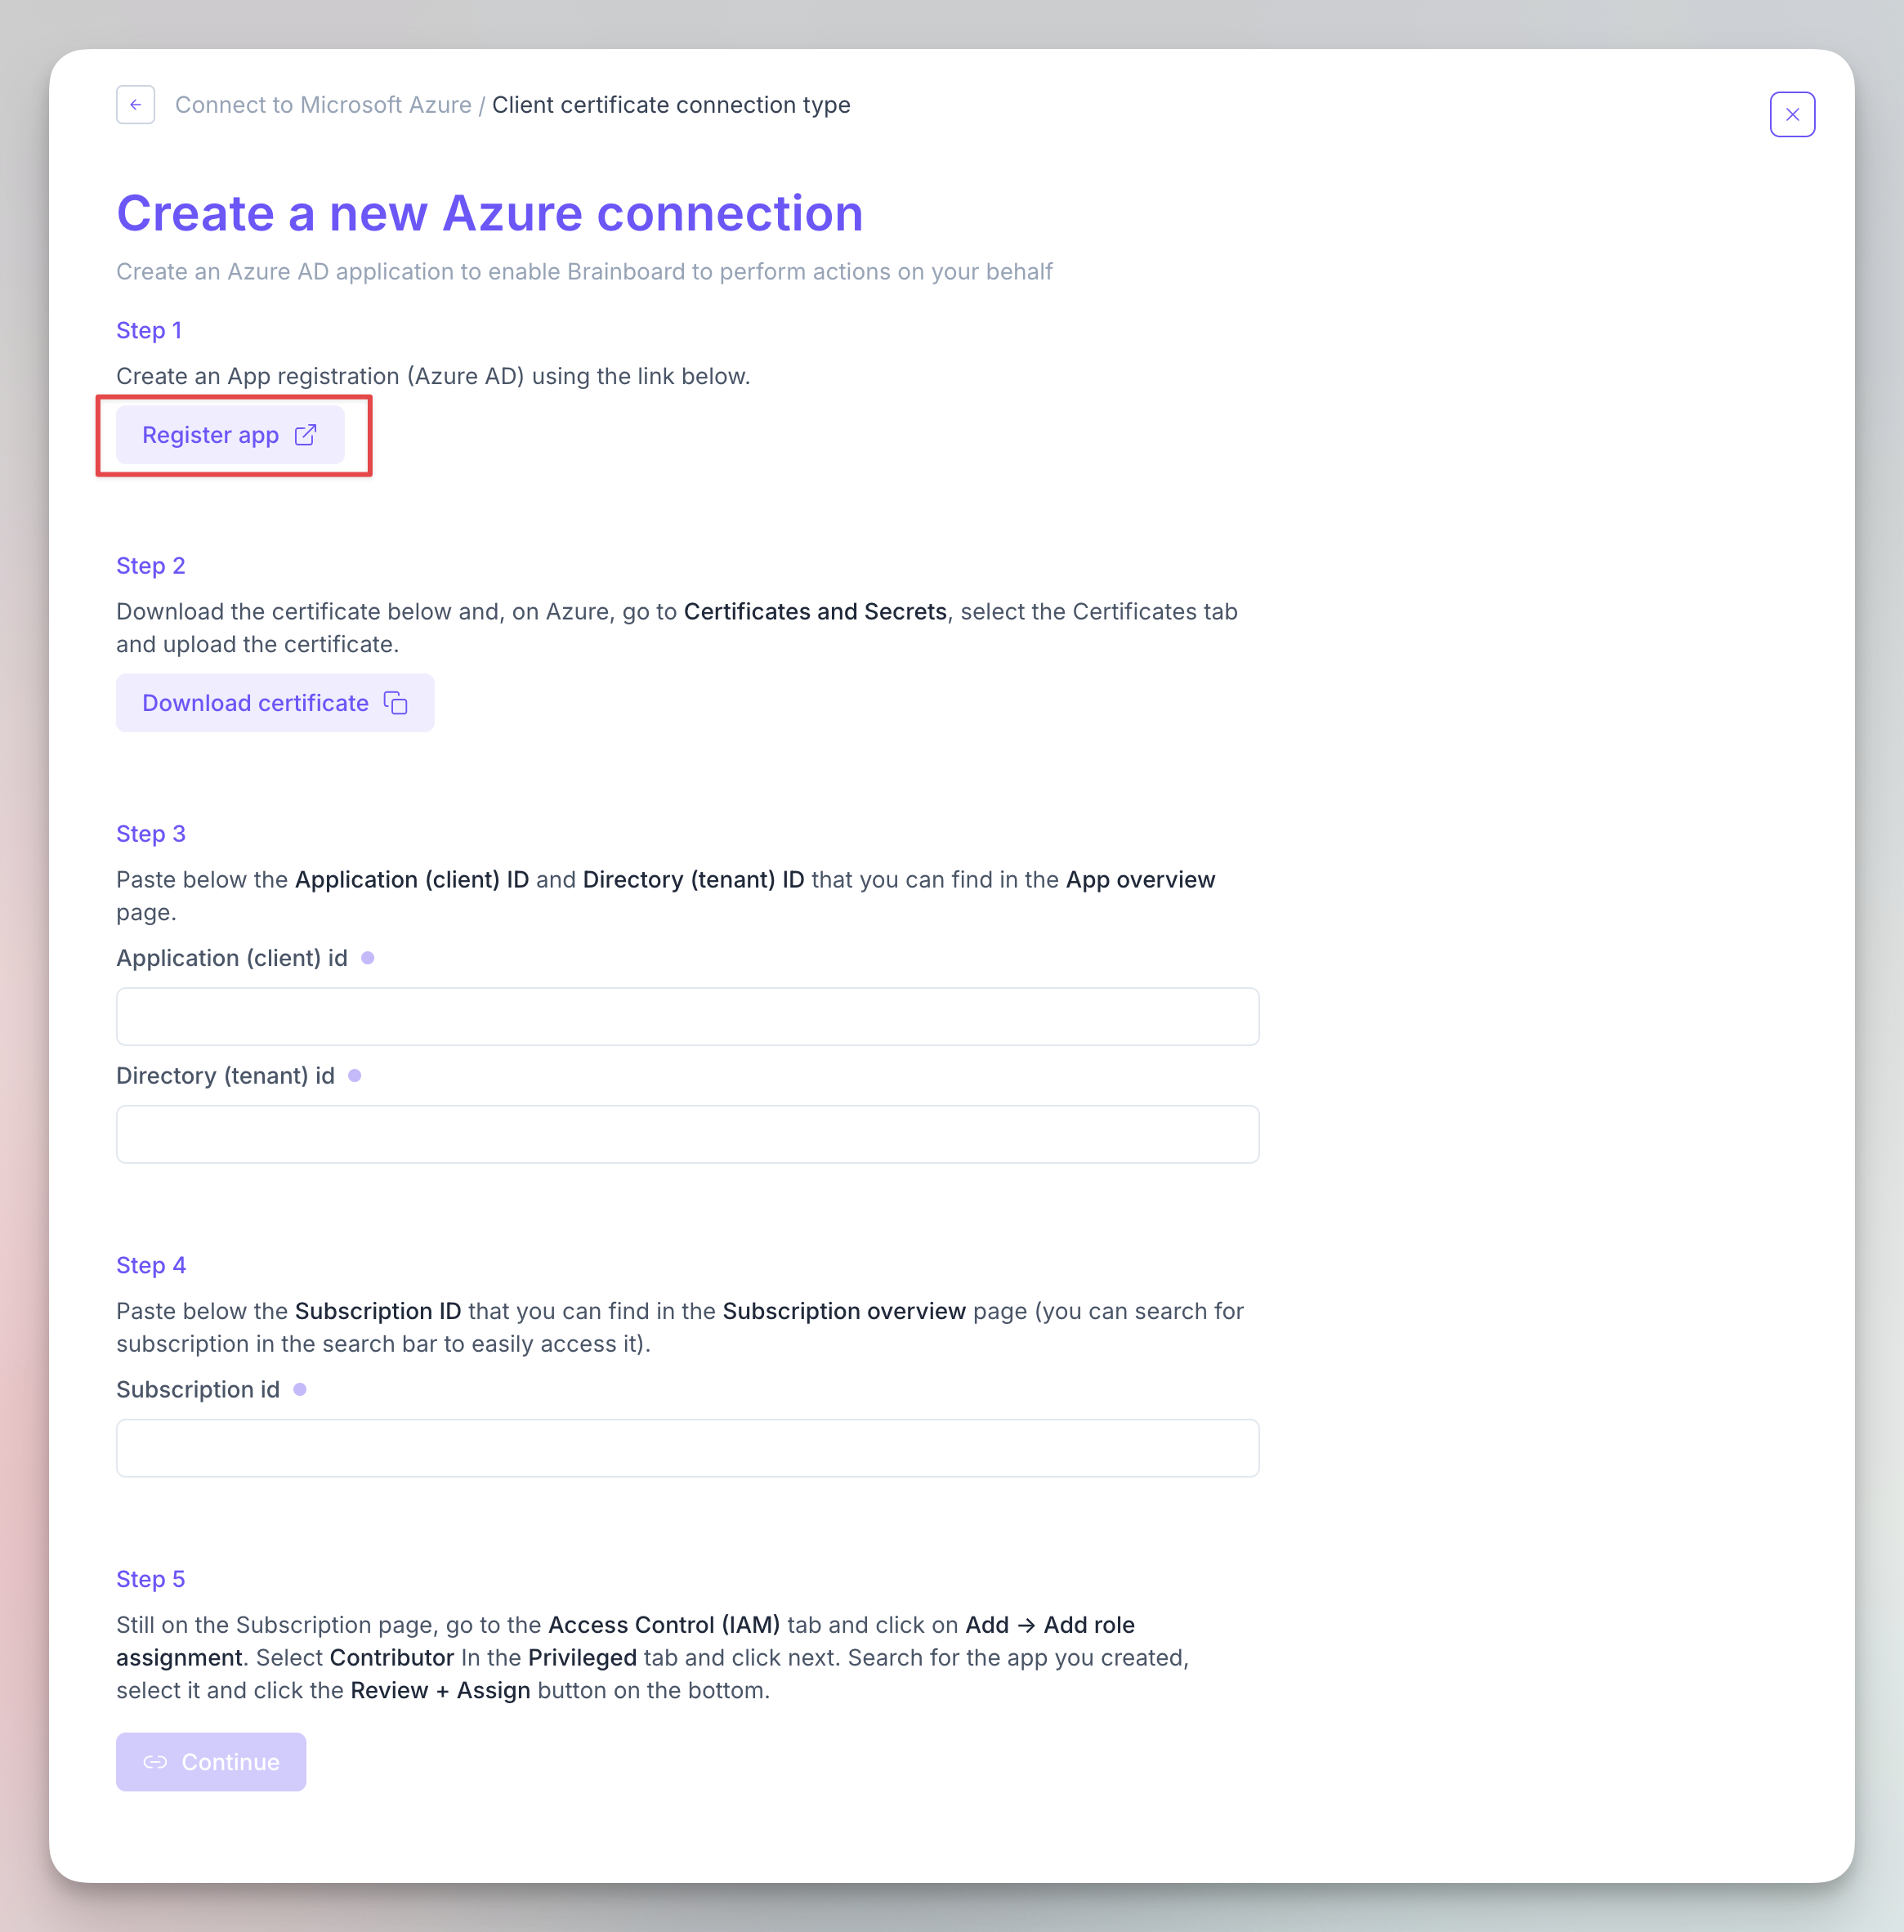 Connect to Microsoft Azure / Client certificate connection type
Create a new Azure connection
Create an Azure AD application to enable Brainboard to perform actions on your behalf
Step 1
Create an App registration (Azure AD) using the link below.
Register app
Step 2
Download the certificate below and, on Azure, go to Certificates and Secrets, select the Certificates tab
and upload the certificate.
Download certificate
Step 3
Paste below the Application (client) ID and Directory (tenant) ID that you can find in the App overview
page.
Application (client) id
Directory (tenant) id
Step 4
Paste below the Subscription ID that you can find in the Subscription overview page (you can search for
subscription in the search bar to easily access it).
Subscription id
Step 5
Still on the Subscription page, go to the Access Control (IAM) tab and click on Add → Add role
assignment. Select Contributor In the Privileged tab and click next. Search for the app you created,
select it and click the Review + Assign button on the bottom.
Continue